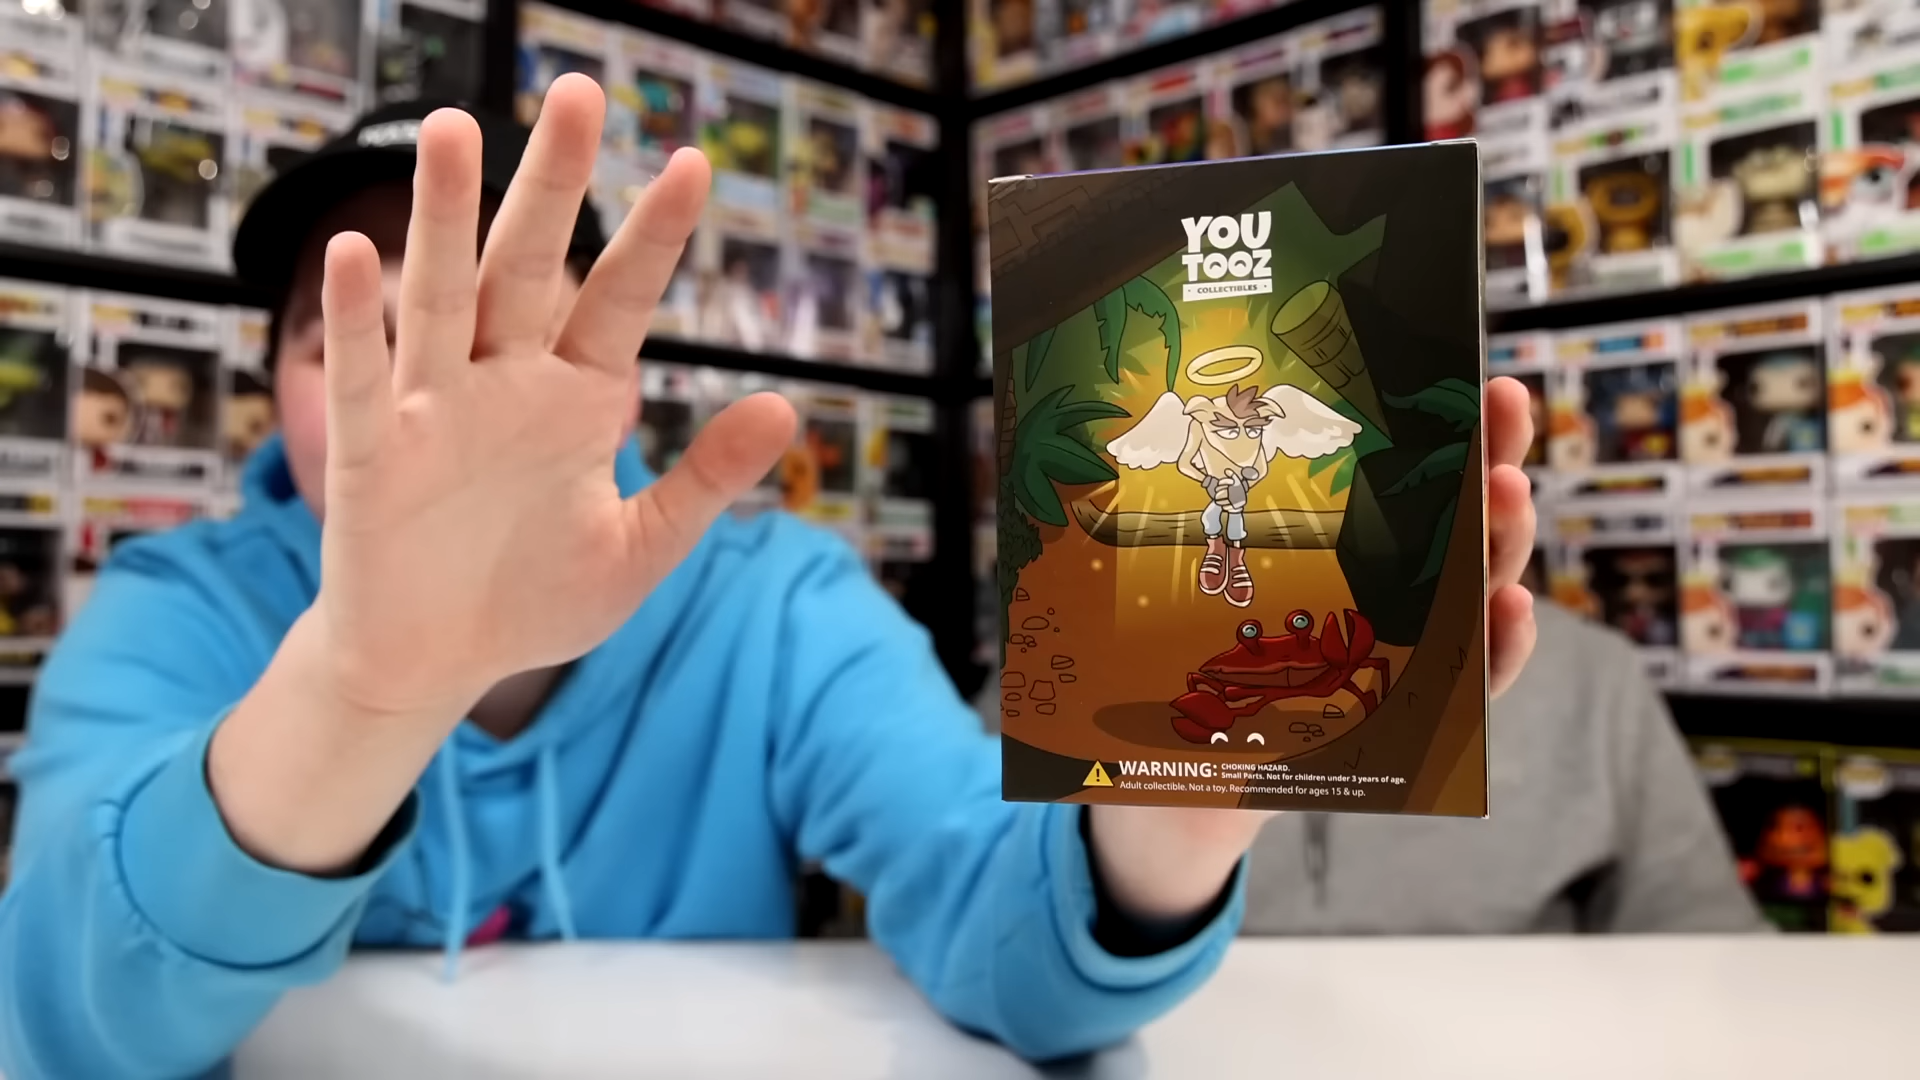 YOU
TOOZ
· COLLECTIBLES ·
WARNING: CHOKING HAZARD.
Small Parts. Not for children under 3 years of age.
Adult collectible. Not a toy. Recommended for ages 15 & up.